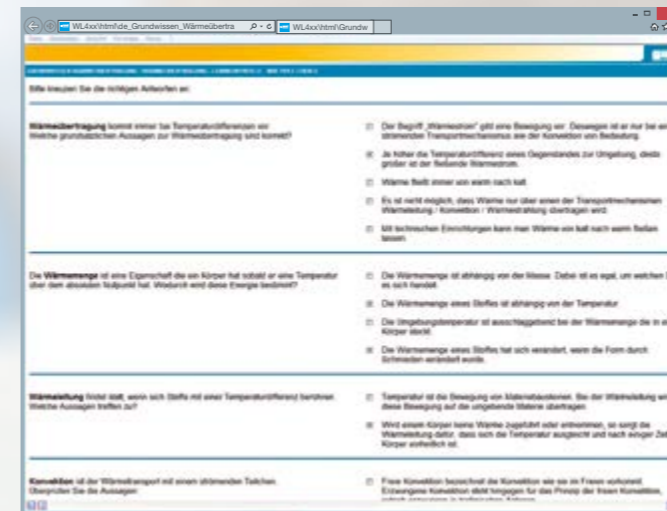 WL4xx\html\de_Grundwissen_Wärmeübertra
WL4xx\html\Grundw
Bitte kreuzen Sie die richtigen Antworten an:
Wärmeübertragung kommt immer bei Temperaturdifferenzen vor.
Welche grundsätzlichen Aussagen zur Wärmeübertragung sind korrekt?
Der Begriff „Wärmestrom" gibt eine Bewegung vor. Deswegen ist er nur bei
strömenden Transportmechanismus wie der Konvektion von Bedeutung.
Je höher die Temperaturdifferenz eines Gegenstandes zur Umgebung, desto
größer ist der fließende Wärmestrom.
Wärme fließt immer von warm nach kalt
Es ist nicht möglich, dass Wärme nur über einen der Transportmechanismen
Wärmeleitung / Konvektion / Wärmestrahlung übertragen wird.
Mit technischen Einrichtungen kann man Wärme von kalt nach warm fließen
lassen.
Die Wärmemenge ist eine Eigenschaft die ein Körper hat sobald er eine Temperatur
über dem absoluten Nullpunkt hat. Wodurch wird diese Energie bestimmt?
Die Wärmemenge ist abhängig von der Masse. Dabei ist es egal, um welchen
es sich handelt.
Die Wärmemenge eines Stoffes ist abhängig von der Temperatur
Die Umgebungstemperatur ist ausschlaggebend bei der Wärmemenge die in
Körper steckt.
Die Wärmemenge eines Stoffes hat sich verändert, wenn die Form durch
Schmieden verändert wurde.
Wärmeleitung findet statt, wenn sich Stoffe mit einer Temperaturdifferenz berühren.
Welche Aussagen treffen zu?
Temperatur ist die Bewegung von Materiebausteinen. Bei der Wärmeleitung
diese Bewegung auf die umgebende Materie übertragen.
Wird einem Körper keine Wärme zugeführt oder entnommen, so sorgt die
Wärmeleitung dafür, dass sich die Temperatur ausgleicht und nach einiger
Körper einheitlich ist.
Konvektion ist der Wärmetransport mit einem strömenden Teilchen.
Überprüfen Sie die Aussagen:
Freie Konvektion bezeichnet die Konvektion wie sie im Freien vorkommt.
Erzwungene Konvektion steht hingegen für das Prinzip der freien Konvektion,